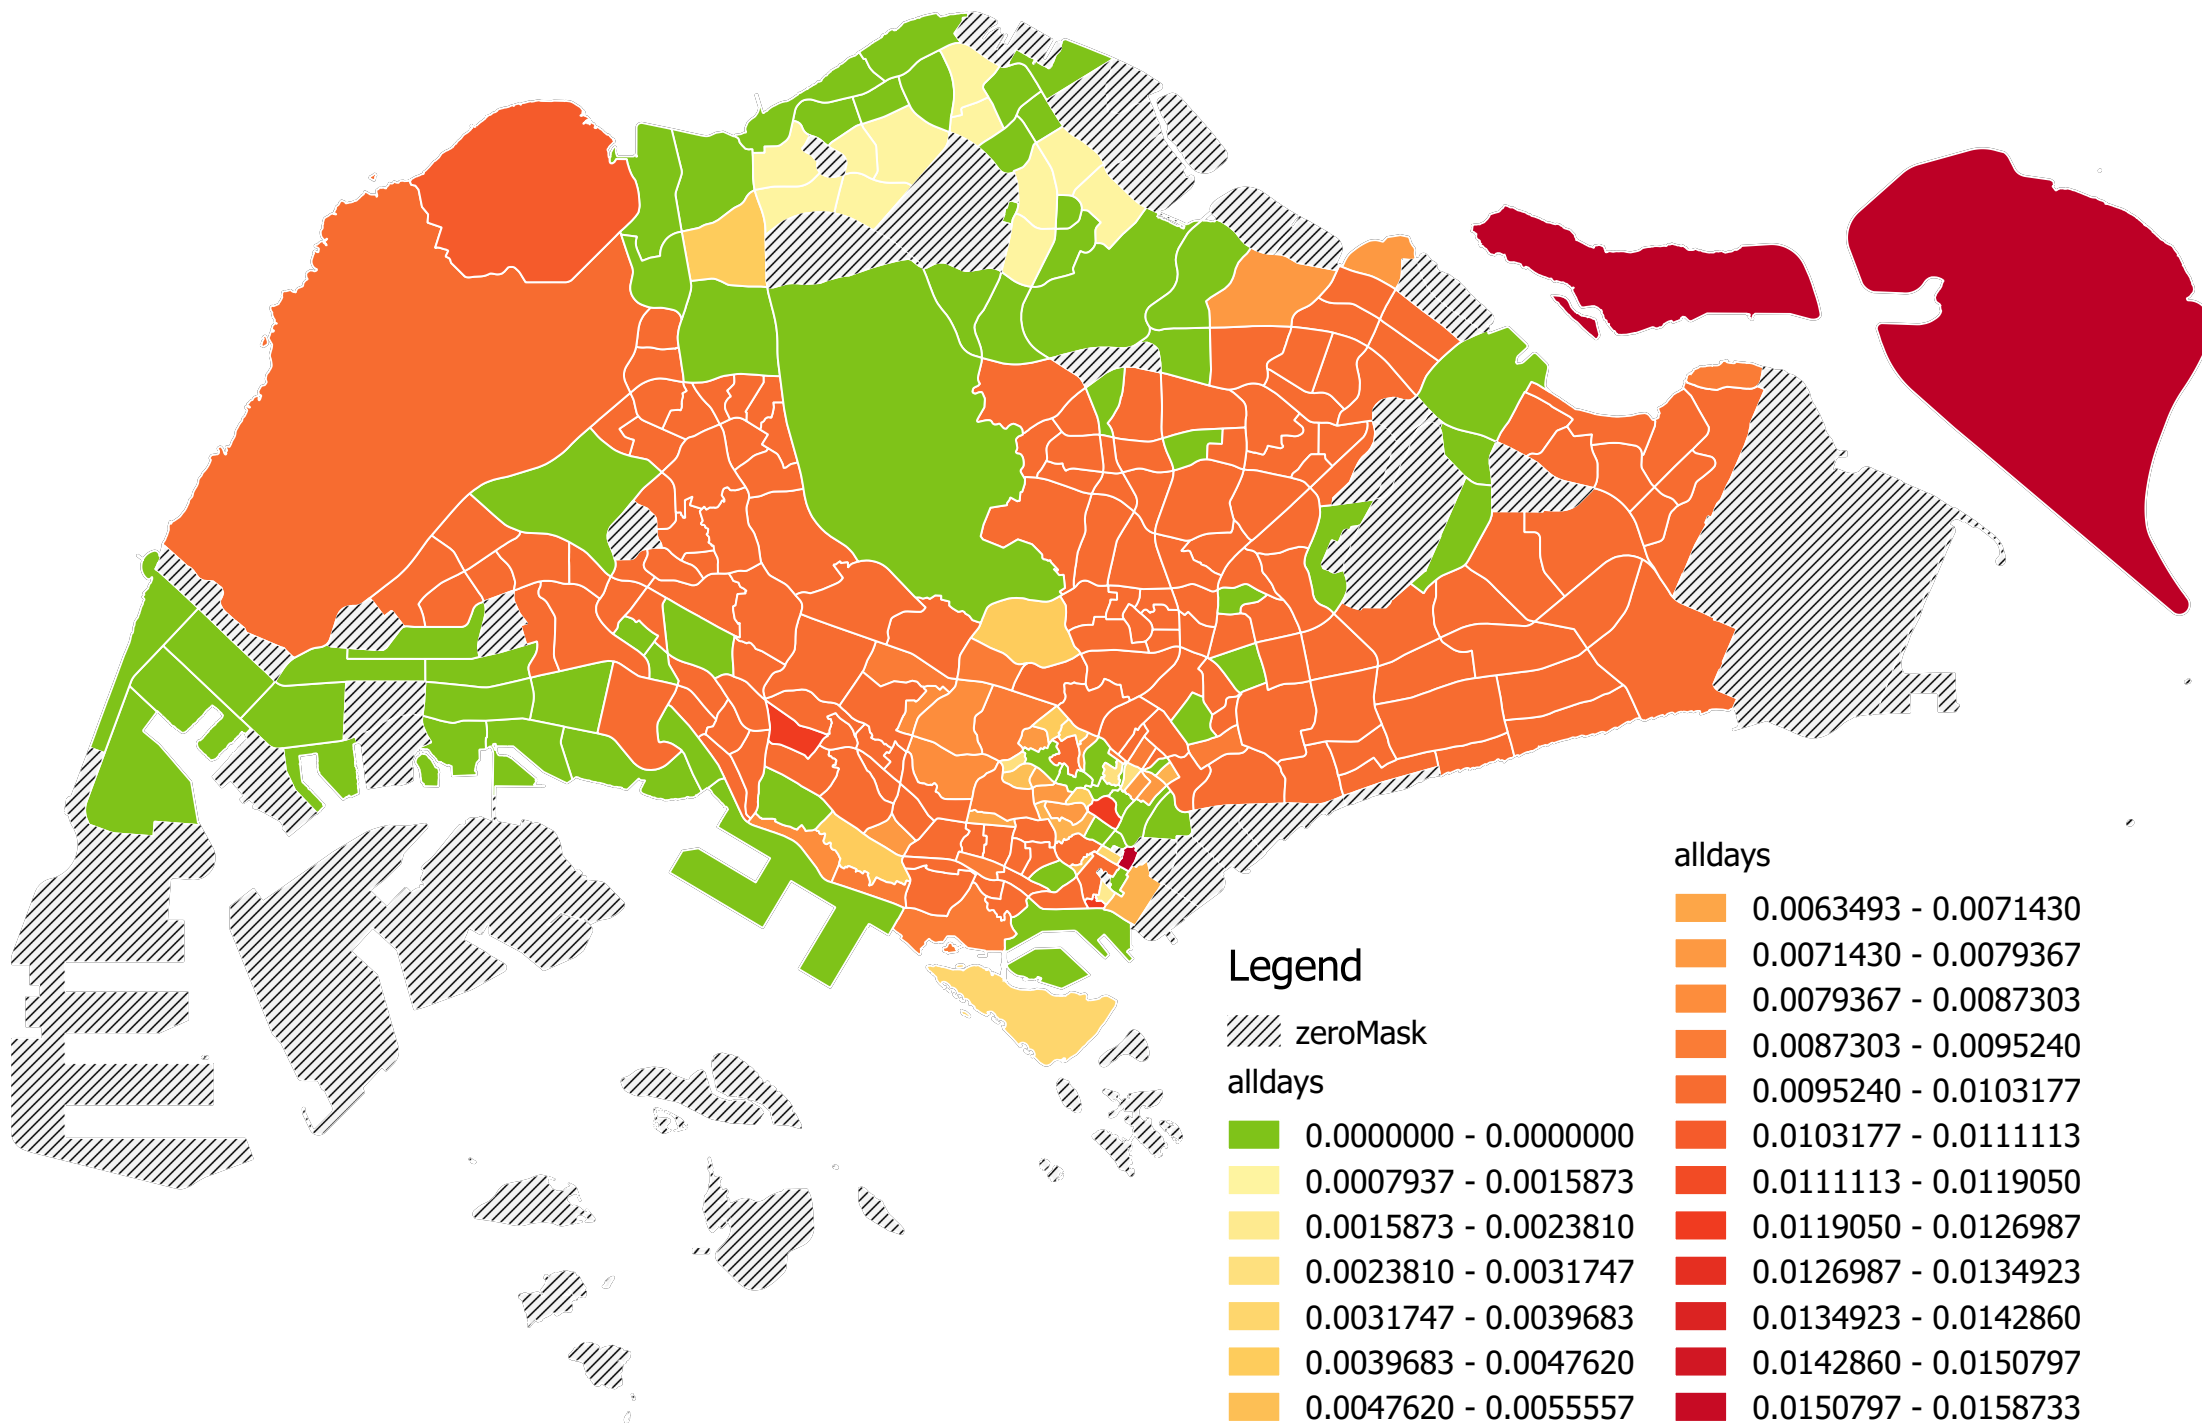 Legend
zeroMask
alldays
0.0000000 - 0.0000000
0.0007937 - 0.0015873
0.0015873 - 0.0023810
0.0023810 - 0.0031747
0.0031747 - 0.0039683
0.0039683 - 0.0047620
0.0047620 - 0.0055557
alldays
0.0063493 - 0.0071430
0.0071430 - 0.0079367
0.0079367 - 0.0087303
0.0087303 - 0.0095240
0.0095240 - 0.0103177
0.0103177 - 0.0111113
0.0111113 - 0.0119050
0.0119050 - 0.0126987
0.0126987 - 0.0134923
0.0134923 - 0.0142860
0.0142860 - 0.0150797
0.0150797 - 0.0158733